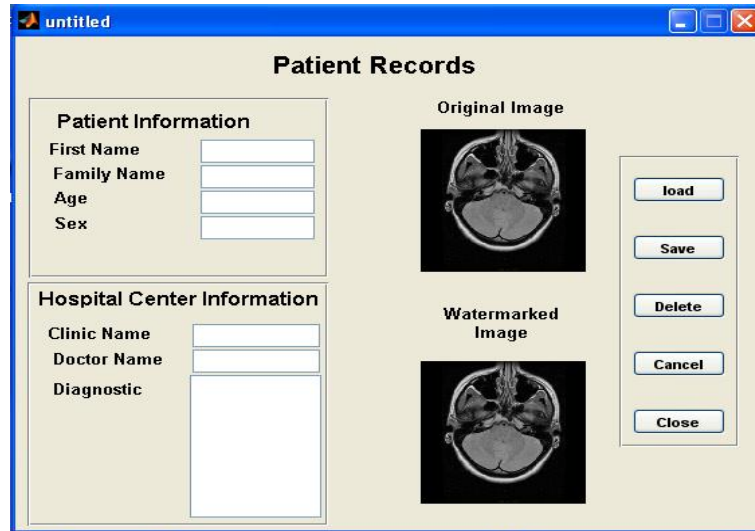 untitled
Patient Records
Patient Information
First Name
Family Name
Age
Sex
Hospital Center Information
Clinic Name
Doctor Name
Diagnostic
Original Image
Watermarked
Image
load
Save
Delete
Cancel
Close